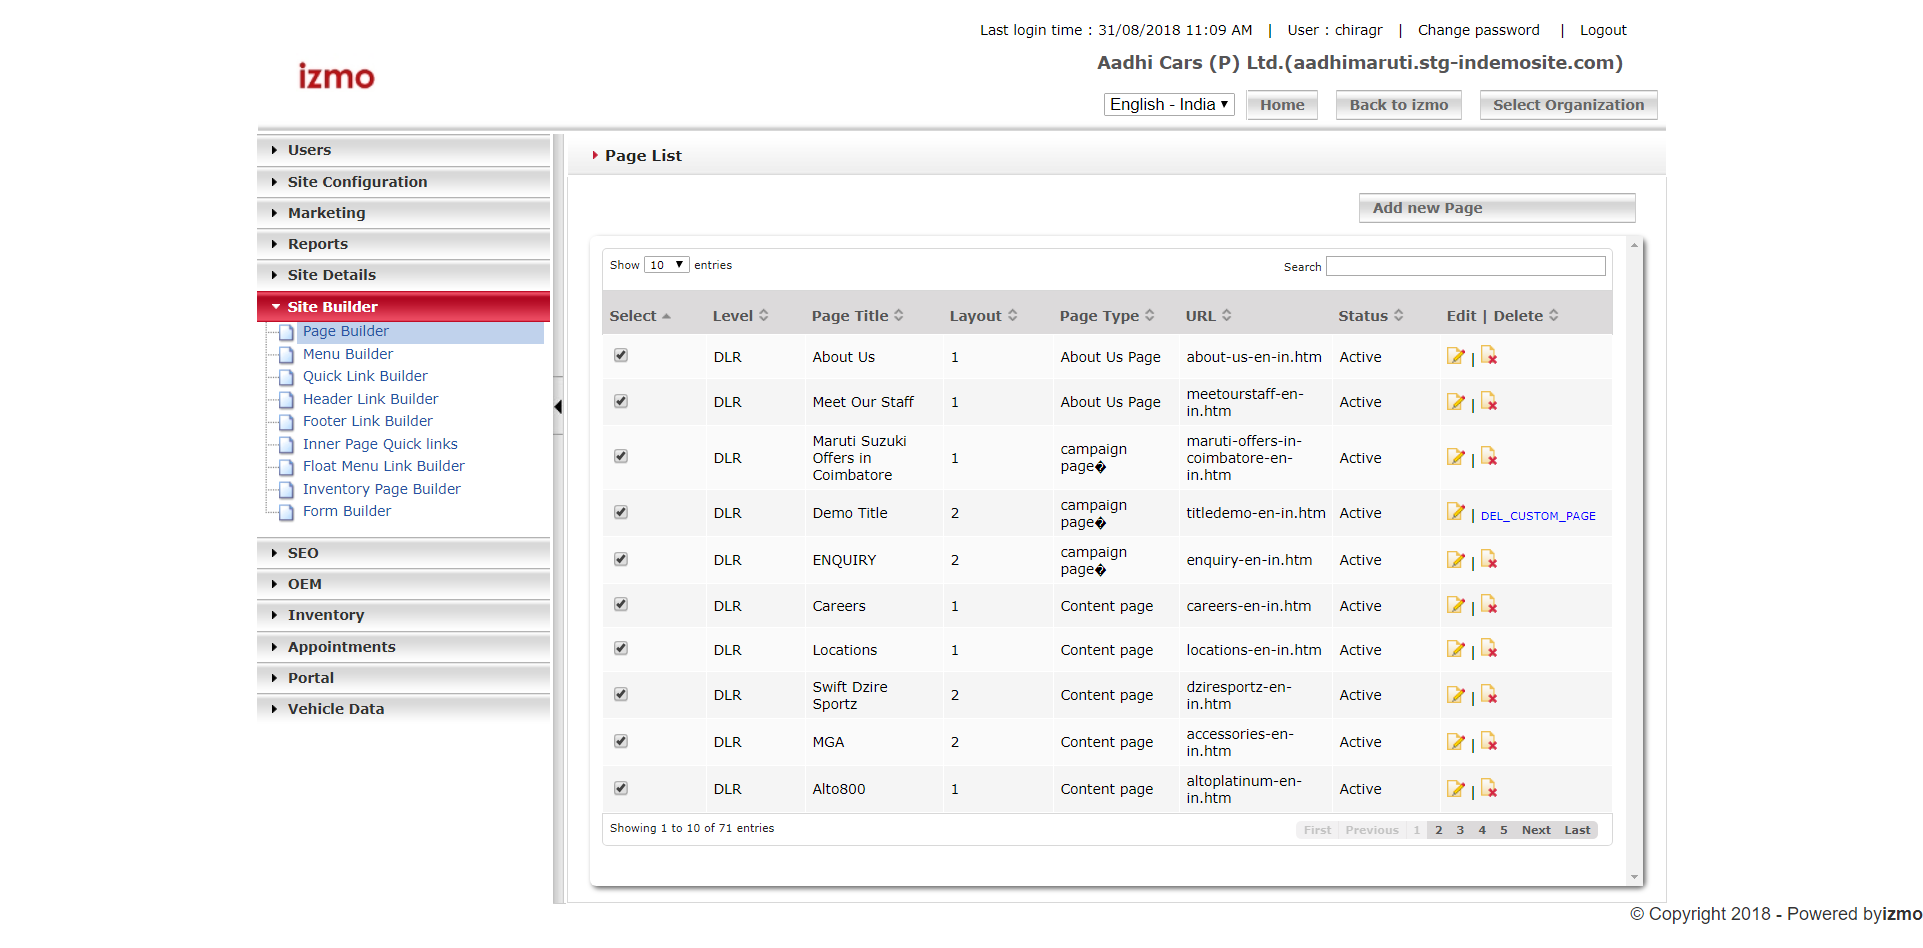 Last login time : 31/08/2018 11:09 AM | User : chiragr | Change password | Logout
izmo
Aadhi Cars (P) Ltd.(aadhimaruti.stg-indemosite.com)
English - India Home Back to izmo Select Organization
Users
Site Configuration
Marketing
Reports
Site Details
Site Builder
Page Builder
Menu Builder
Quick Link Builder
Header Link Builder
Footer Link Builder
Inner Page Quick links
Float Menu Link Builder
Inventory Page Builder
Form Builder
SEO
OEM
Inventory
Appointments
Portal
Vehicle Data
Page List
Add new Page
Show 10 entries Search
Select Level Page Title Layout Page Type URL Status Edit | Delete
DLR About Us 1 About Us Page about-us-en-in.htm Active |
DLR Meet Our Staff 1 About Us Page meetourstaff-en-
in.htm Active |
DLR Maruti Suzuki
Offers in
Coimbatore 1 campaign
page� maruti-offers-in-
coimbatore-en-
in.htm Active |
DLR Demo Title 2 campaign
page� titledemo-en-in.htm Active | DEL_CUSTOM_PAGE
DLR ENQUIRY 2 campaign
page� enquiry-en-in.htm Active |
DLR Careers 1 Content page careers-en-in.htm Active |
DLR Locations 1 Content page locations-en-in.htm Active |
DLR Swift Dzire
Sportz 2 Content page dziresportz-en-
in.htm Active |
DLR MGA 2 Content page accessories-en-
in.htm Active |
DLR Alto800 1 Content page altoplatinum-en-
in.htm Active |
Showing 1 to 10 of 71 entries First Previous 1 2 3 4 5 Next Last
© Copyright 2018 - Powered byizmo